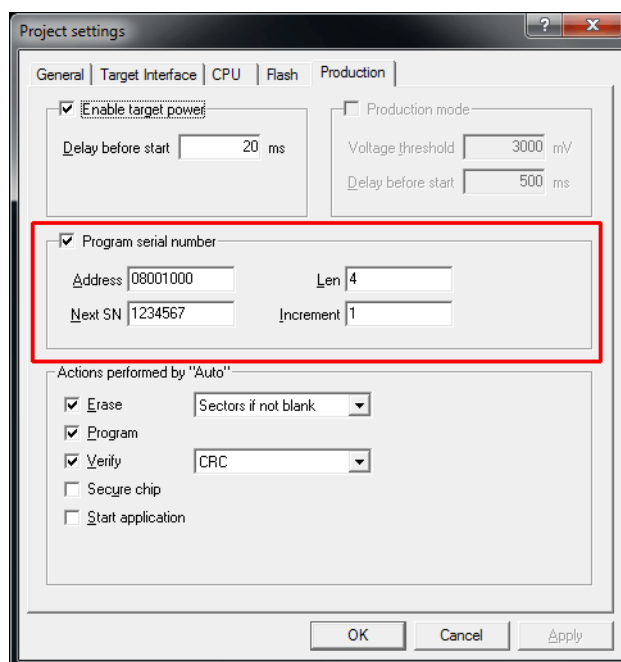 Project settings
General Target Interface CPU Flash Production
Enable target power
Delay before start 20 ms
Production mode
Voltage threshold 3000 mV
Delay before start 500 ms
Program serial number
Address 08001000 Len 4
Next SN 1234567 Increment 1
Actions performed by "Auto"
Erase Sectors if not blank
Program
Verify CRC
Secure chip
Start application
OK Cancel Apply